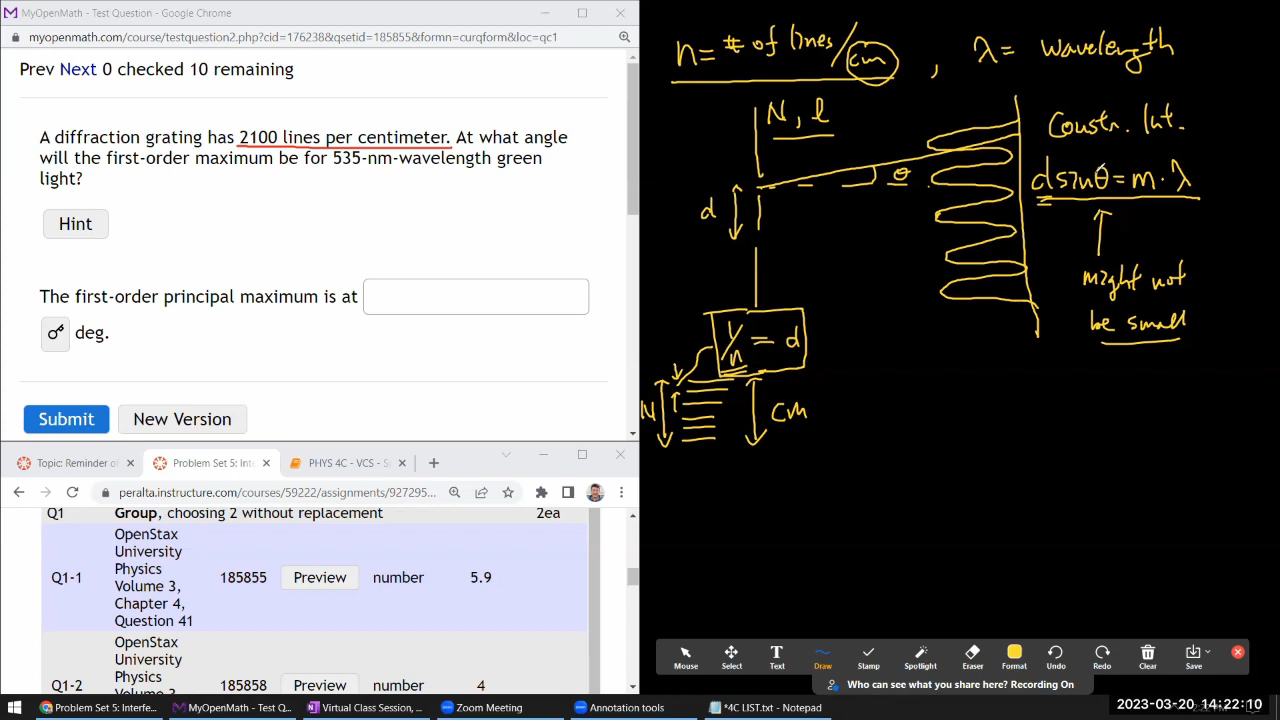 MyOpenMath - Test Question - Google Chrome
myopenmath.com/course/testquestion2.php?cid=176238&qsetid=185855&formn=curqform&loc=qc1
Prev Next 0 checked 10 remaining
A diffraction grating has 2100 lines per centimeter. At what angle
will the first-order maximum be for 535-nm-wavelength green
light?
Hint
The first-order principal maximum is at
deg.
Submit New Version
Topic: Reminder of
Problem Set 5: Inte
PHYS 4C - VCS - S
peralta.instructure.com/courses/59222/assignments/927295...
Q1 Group, choosing 2 without replacement 2ea
Q1-1
OpenStax
University
Physics
Volume 3,
Chapter 4,
Question 41
185855 Preview number 5.9
Q1-2
OpenStax
University
Physics
185858 Preview number 4
n = # of lines/cm, λ = wavelength
N, l
Constr. Int.
d sinθ = m·λ
θ
d
might not
be small
1/n = d
N
cm
Mouse Select Text Draw Stamp Spotlight Eraser Format Undo Redo Clear Save
Who can see what you share here? Recording On
Problem Set 5: Interfe...
MyOpenMath - Test Q...
Virtual Class Session, ...
Zoom Meeting
Annotation tools
*4C LIST.txt - Notepad
2023-03-20 14:22:10